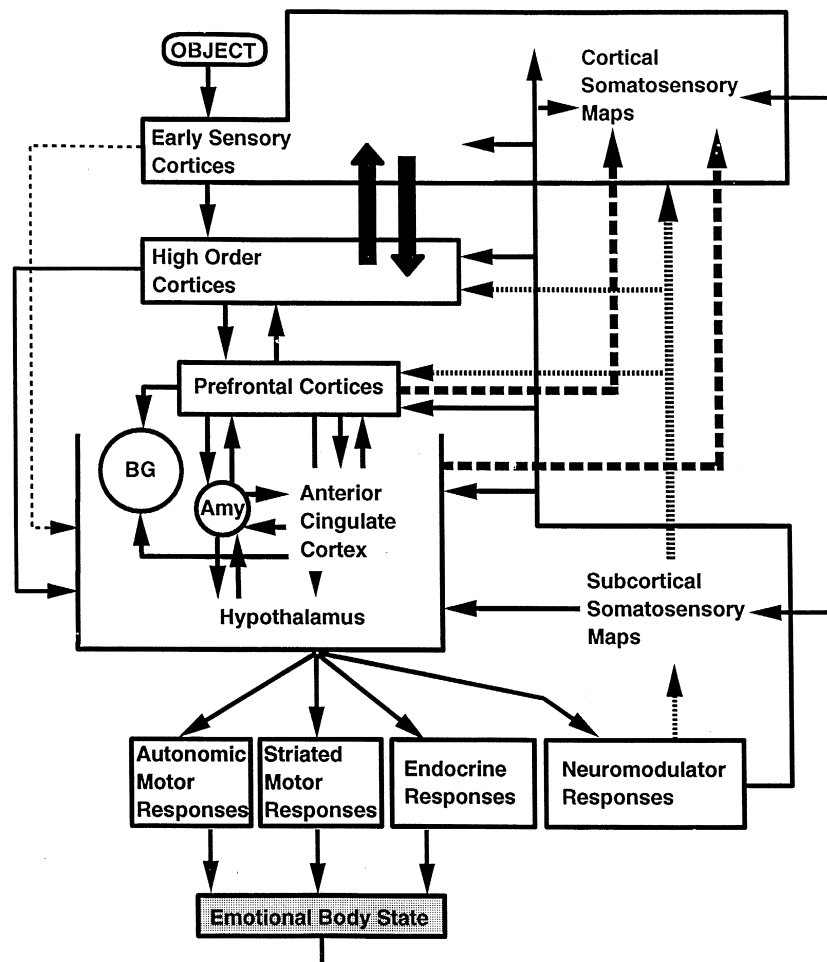 OBJECT
Cortical
Somatosensory
Maps
Early Sensory
Cortices
High Order
Cortices
Prefrontal Cortices
BG
Amy
Anterior
Cingulate
Cortex
Hypothalamus
Subcortical
Somatosensory
Maps
Autonomic
Motor
Responses
Striated
Motor
Responses
Endocrine
Responses
Neuromodulator
Responses
Emotional Body State